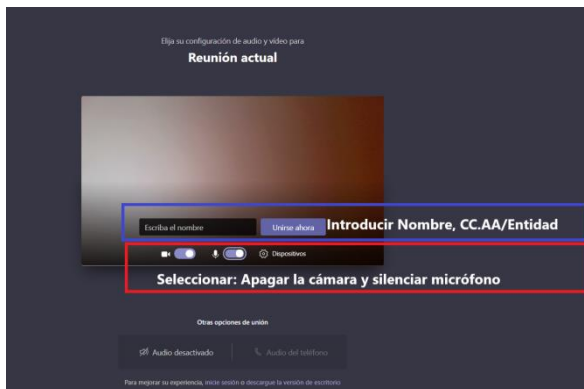 Elija su configuración de audio y vídeo para
Reunión actual
Escriba el nombre
Unirse ahora
Introducir Nombre, CC.AA/Entidad
Dispositivos
Seleccionar: Apagar la cámara y silenciar micrófono
Otras opciones de unión
Audio desactivado
Audio del teléfono
Para mejorar su experiencia, inicie sesión o descargue la versión de escritorio